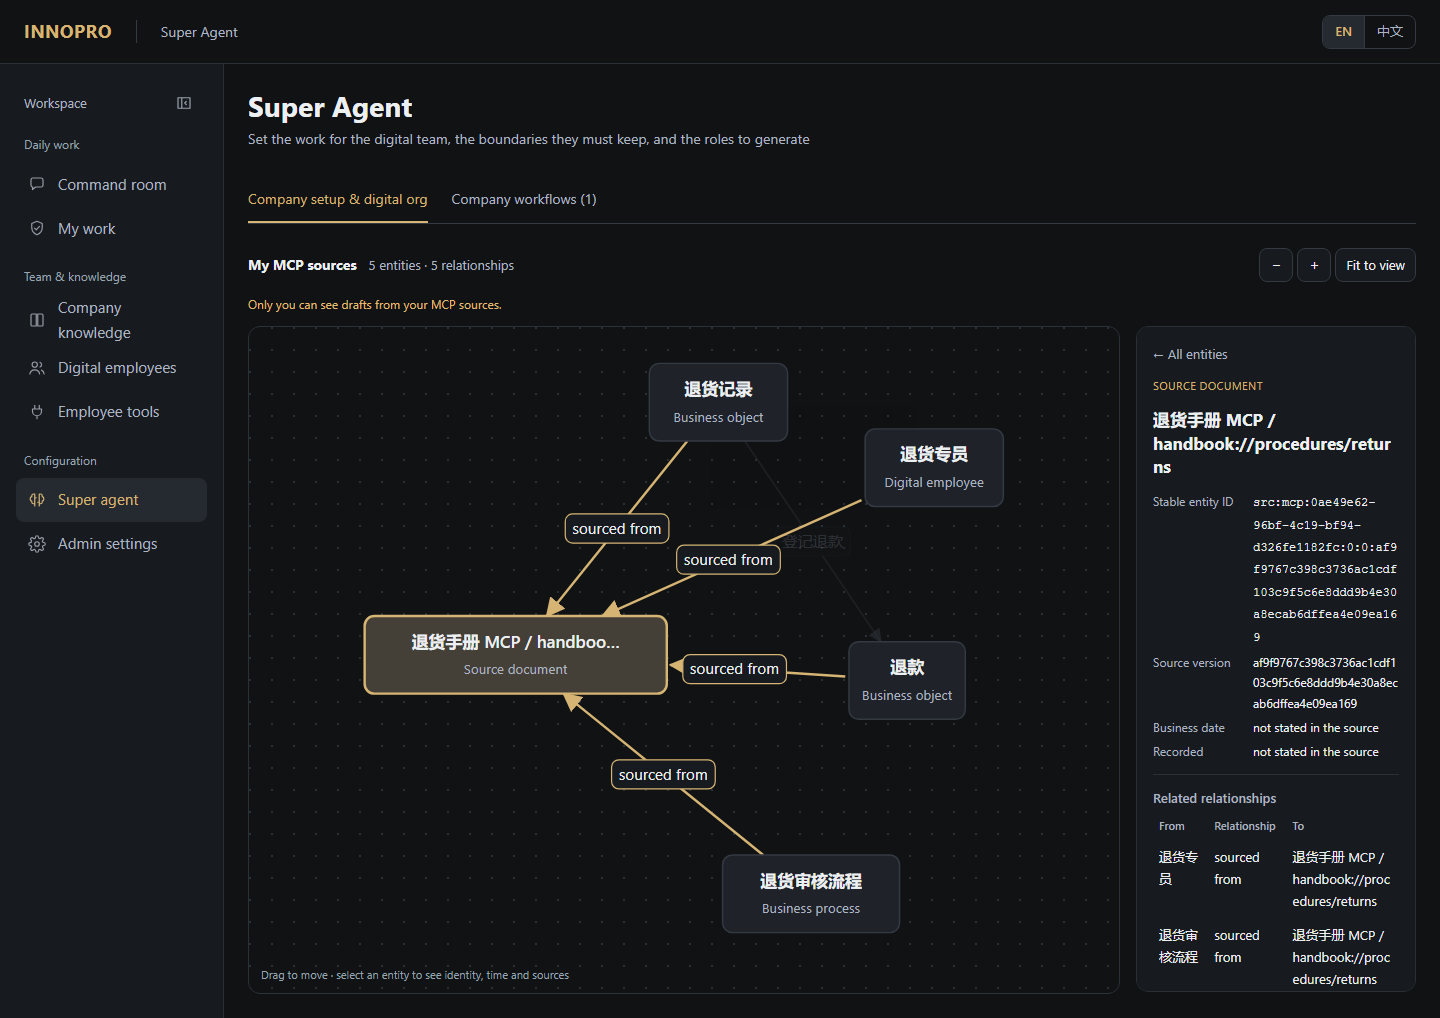 INNOPRO
Super Agent
EN
中文
Workspace
Daily work
Command room
My work
Team & knowledge
Company
knowledge
Digital employees
Employee tools
Configuration
Super agent
Admin settings
Super Agent
Set the work for the digital team, the boundaries they must keep, and the roles to generate
Company setup & digital org
Company workflows (1)
My MCP sources 5 entities · 5 relationships
− + Fit to view
Only you can see drafts from your MCP sources.
退货记录
Business object
退货专员
Digital employee
sourced from
登记退款
sourced from
退货手册 MCP / handboo...
Source document
sourced from
退款
Business object
sourced from
退货审核流程
Business process
Drag to move · select an entity to see identity, time and sources
← All entities
SOURCE DOCUMENT
退货手册 MCP /
handbook://procedures/retur
ns
Stable entity ID src:mcp:0ae49e62-
96bf-4c19-bf94-
d326fe1182fc:0:0:af9
f9767c398c3736ac1cdf
103c9f5c6e8ddd9b4e30
a8ecab6dffea4e09ea16
9
Source version af9f9767c398c3736ac1cdf1
03c9f5c6e8ddd9b4e30a8ec
ab6dffea4e09ea169
Business date not stated in the source
Recorded not stated in the source
Related relationships
From Relationship To
退货专 sourced 退货手册 MCP /
员 from handbook://proc
edures/returns
退货审 sourced 退货手册 MCP /
核流程 from handbook://proc
edures/returns